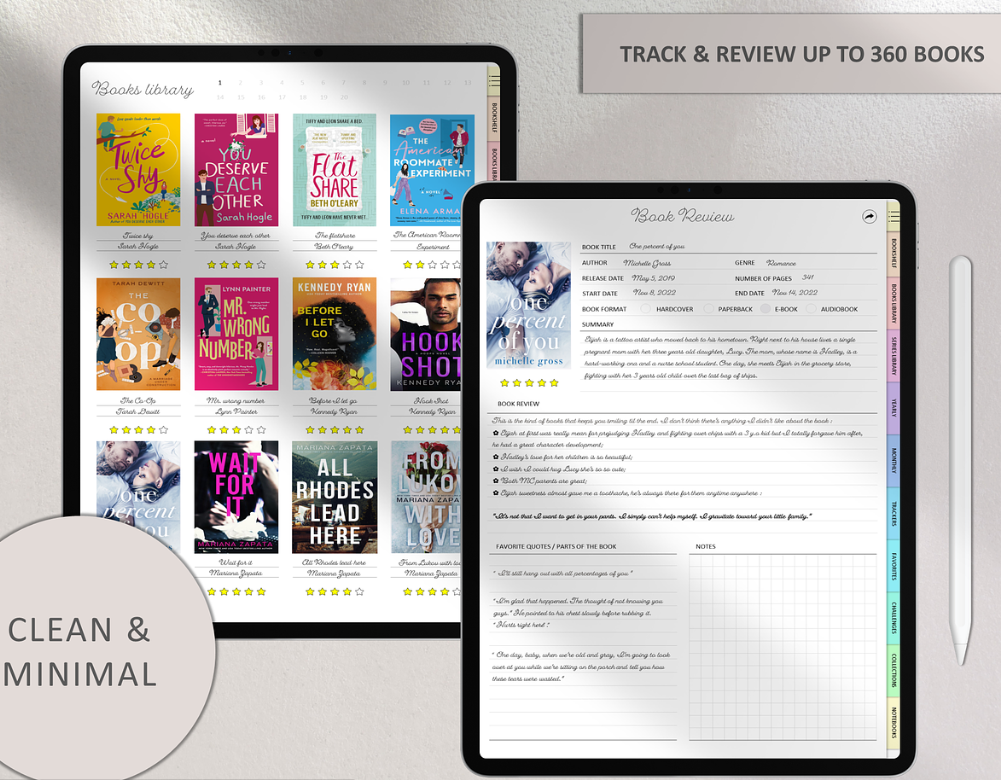 TRACK & REVIEW UP TO 360 BOOKS
Books library
1 2 3 4 5 6 7 8 9 10 11 12 13
14 15 16 17 18 19 20
BOOKSHELF
BOOKS LIBRA
Twice Shy
A NOVEL
SARAH HOGLE
YOU DESERVE EACH OTHER
Sarah Hogle
TIFFY AND LEON SHARE A BED.
The Flat SHARE
BETH O'LEARY
TIFFY AND LEON HAVE NEVER MET.
THE American ROOMMATE EXPERIMENT
A NOVEL
ELENA ARMA
Twice shy
Sarah Hogle
You deserve each other
Sarah Hogle
The flatshare
Beth O'leary
The American Room
Experiment
TARAH DEWITT
THE CO OP
LYNN PAINTER
MR. WRONG NUMBER
KENNEDY RYAN
BEFORE I LET GO
HOOK SHOT
KENNEDY RYA
The Co-Op
Tarah Dewitt
Mr. wrong number
Lynn Painter
Before I let go
Kennedy Ryan
Hook Shot
Kennedy Ryan
one percent of you
WAIT FOR IT
MARIANA ZAPATA
MARIANA ZAPATA
ALL RHODES LEAD HERE
FROM LUKOV
MARIANA ZAPAT
WITH LOVE
Wait for it
Mariana Zapata
All Rhodes lead here
Mariana Zapata
From Lukov with lo
Mariana Zapata
CLEAN &
MINIMAL
Book Review
one percent of you
michelle gross
BOOK TITLE One percent of you
AUTHOR Michelle Gross GENRE Romance
RELEASE DATE May 5, 2019 NUMBER OF PAGES 341
START DATE Nov 8, 2022 END DATE Nov 14, 2022
BOOK FORMAT HARDCOVER PAPERBACK E-BOOK AUDIOBOOK
SUMMARY
Elijah is a tattoo artist who moved back to his hometown. Right next to his house lives a single
pregnant mom with her three years old daughter, Lucy. The mom, whose name is Hadley, is a
hard-working one and a nurse school student. One day, she meets Elijah in the grocery store,
fighting with her 3 years old child over the last bag of chips.
BOOK REVIEW
This is the kind of books that keeps you smiling til the end, I don't think there's anything I didn't like about the book :
✿ Elijah at first was really mean for prejudging Hadley and fighting over chips with a 3 y.o kid but I totally forgave him after,
he had a great character development;
✿ Hadley's love for her children is so beautiful;
✿ I wish I could hug Lucy she's so so cute;
✿ Both MC parents are great;
✿ Elijah sweetness almost gave me a toothache, he's always there for them anytime anywhere :
"It's not that I want to get in your pants. I simply can't help myself. I gravitate toward your little family."
FAVORITE QUOTES / PARTS OF THE BOOK
NOTES
" I'll still hang out with all percentages of you "
"I'm glad that happened. The thought of not knowing you
guys." He pointed to his chest slowly before rubbing it.
"Hurts right here!"
" One day, baby, when we're old and gray, I'm going to look
over at you while we're sitting on the porch and tell you how
these tears were wasted."
BOOKSHELF
BOOKS LIBRARY
SERIES LIBRARY
YEARLY
MONTHLY
TRACKERS
FAVORITES
CHALLENGES
COLLECTIONS
NOTEBOOKS